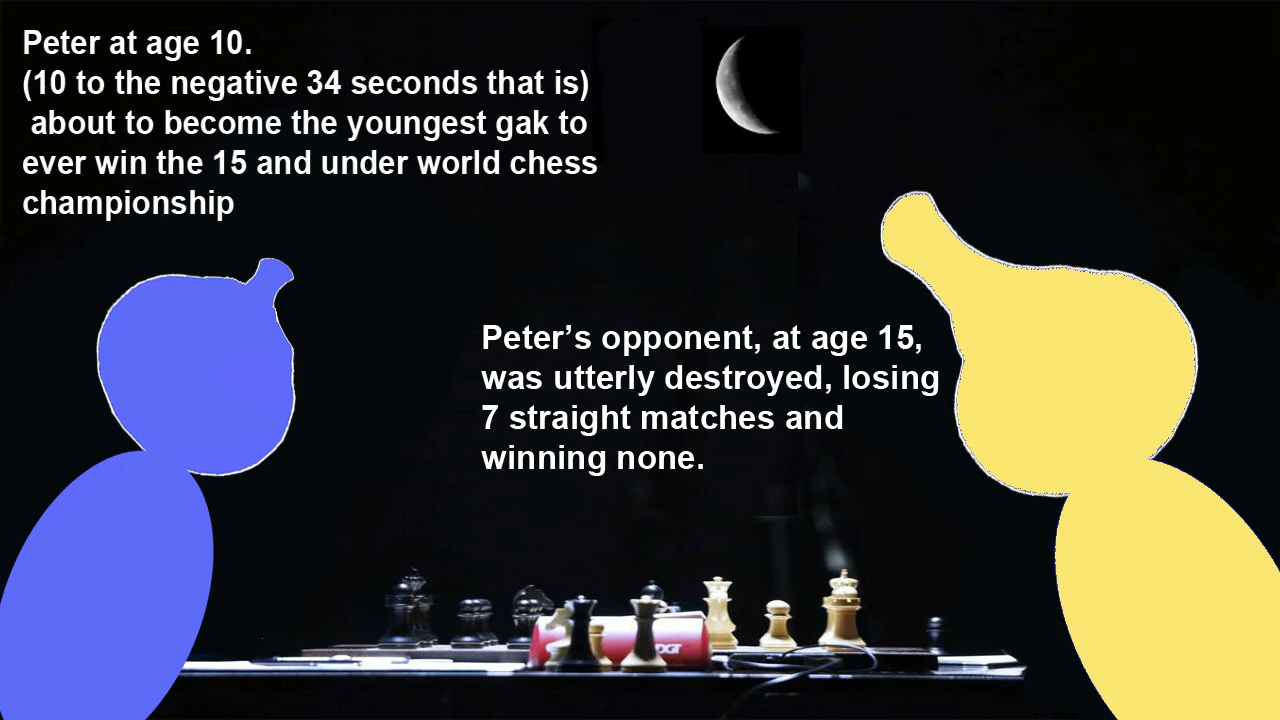 Peter at age 10.
(10 to the negative 34 seconds that is)
about to become the youngest gak to
ever win the 15 and under world chess
championship
Peter’s opponent, at age 15,
was utterly destroyed, losing
7 straight matches and
winning none.
DGT